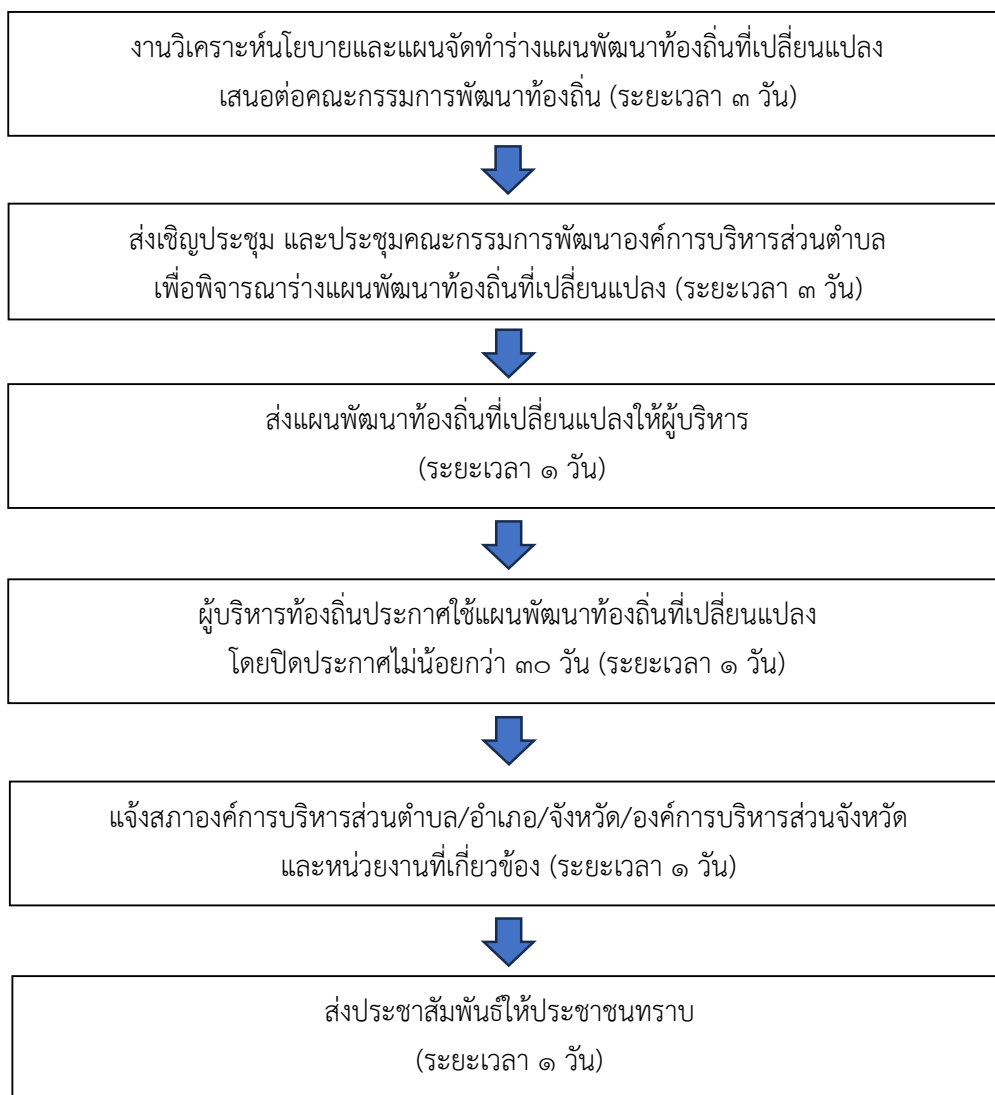 งานวิเคราะห์นโยบายและแผนจัดทำร่างแผนพัฒนาท้องถิ่นที่เปลี่ยนแปลง
เสนอต่อคณะกรรมการพัฒนาท้องถิ่น (ระยะเวลา ๓ วัน)
ส่งเชิญประชุม และประชุมคณะกรรมการพัฒนาองค์การบริหารส่วนตำบล
เพื่อพิจารณาร่างแผนพัฒนาท้องถิ่นที่เปลี่ยนแปลง (ระยะเวลา ๓ วัน)
ส่งแผนพัฒนาท้องถิ่นที่เปลี่ยนแปลงให้ผู้บริหาร
(ระยะเวลา ๑ วัน)
ผู้บริหารท้องถิ่นประกาศใช้แผนพัฒนาท้องถิ่นที่เปลี่ยนแปลง
โดยปิดประกาศไม่น้อยกว่า ๓๐ วัน (ระยะเวลา ๑ วัน)
แจ้งสภาองค์การบริหารส่วนตำบล/อำเภอ/จังหวัด/องค์การบริหารส่วนจังหวัด
และหน่วยงานที่เกี่ยวข้อง (ระยะเวลา ๑ วัน)
ส่งประชาสัมพันธ์ให้ประชาชนทราบ
(ระยะเวลา ๑ วัน)